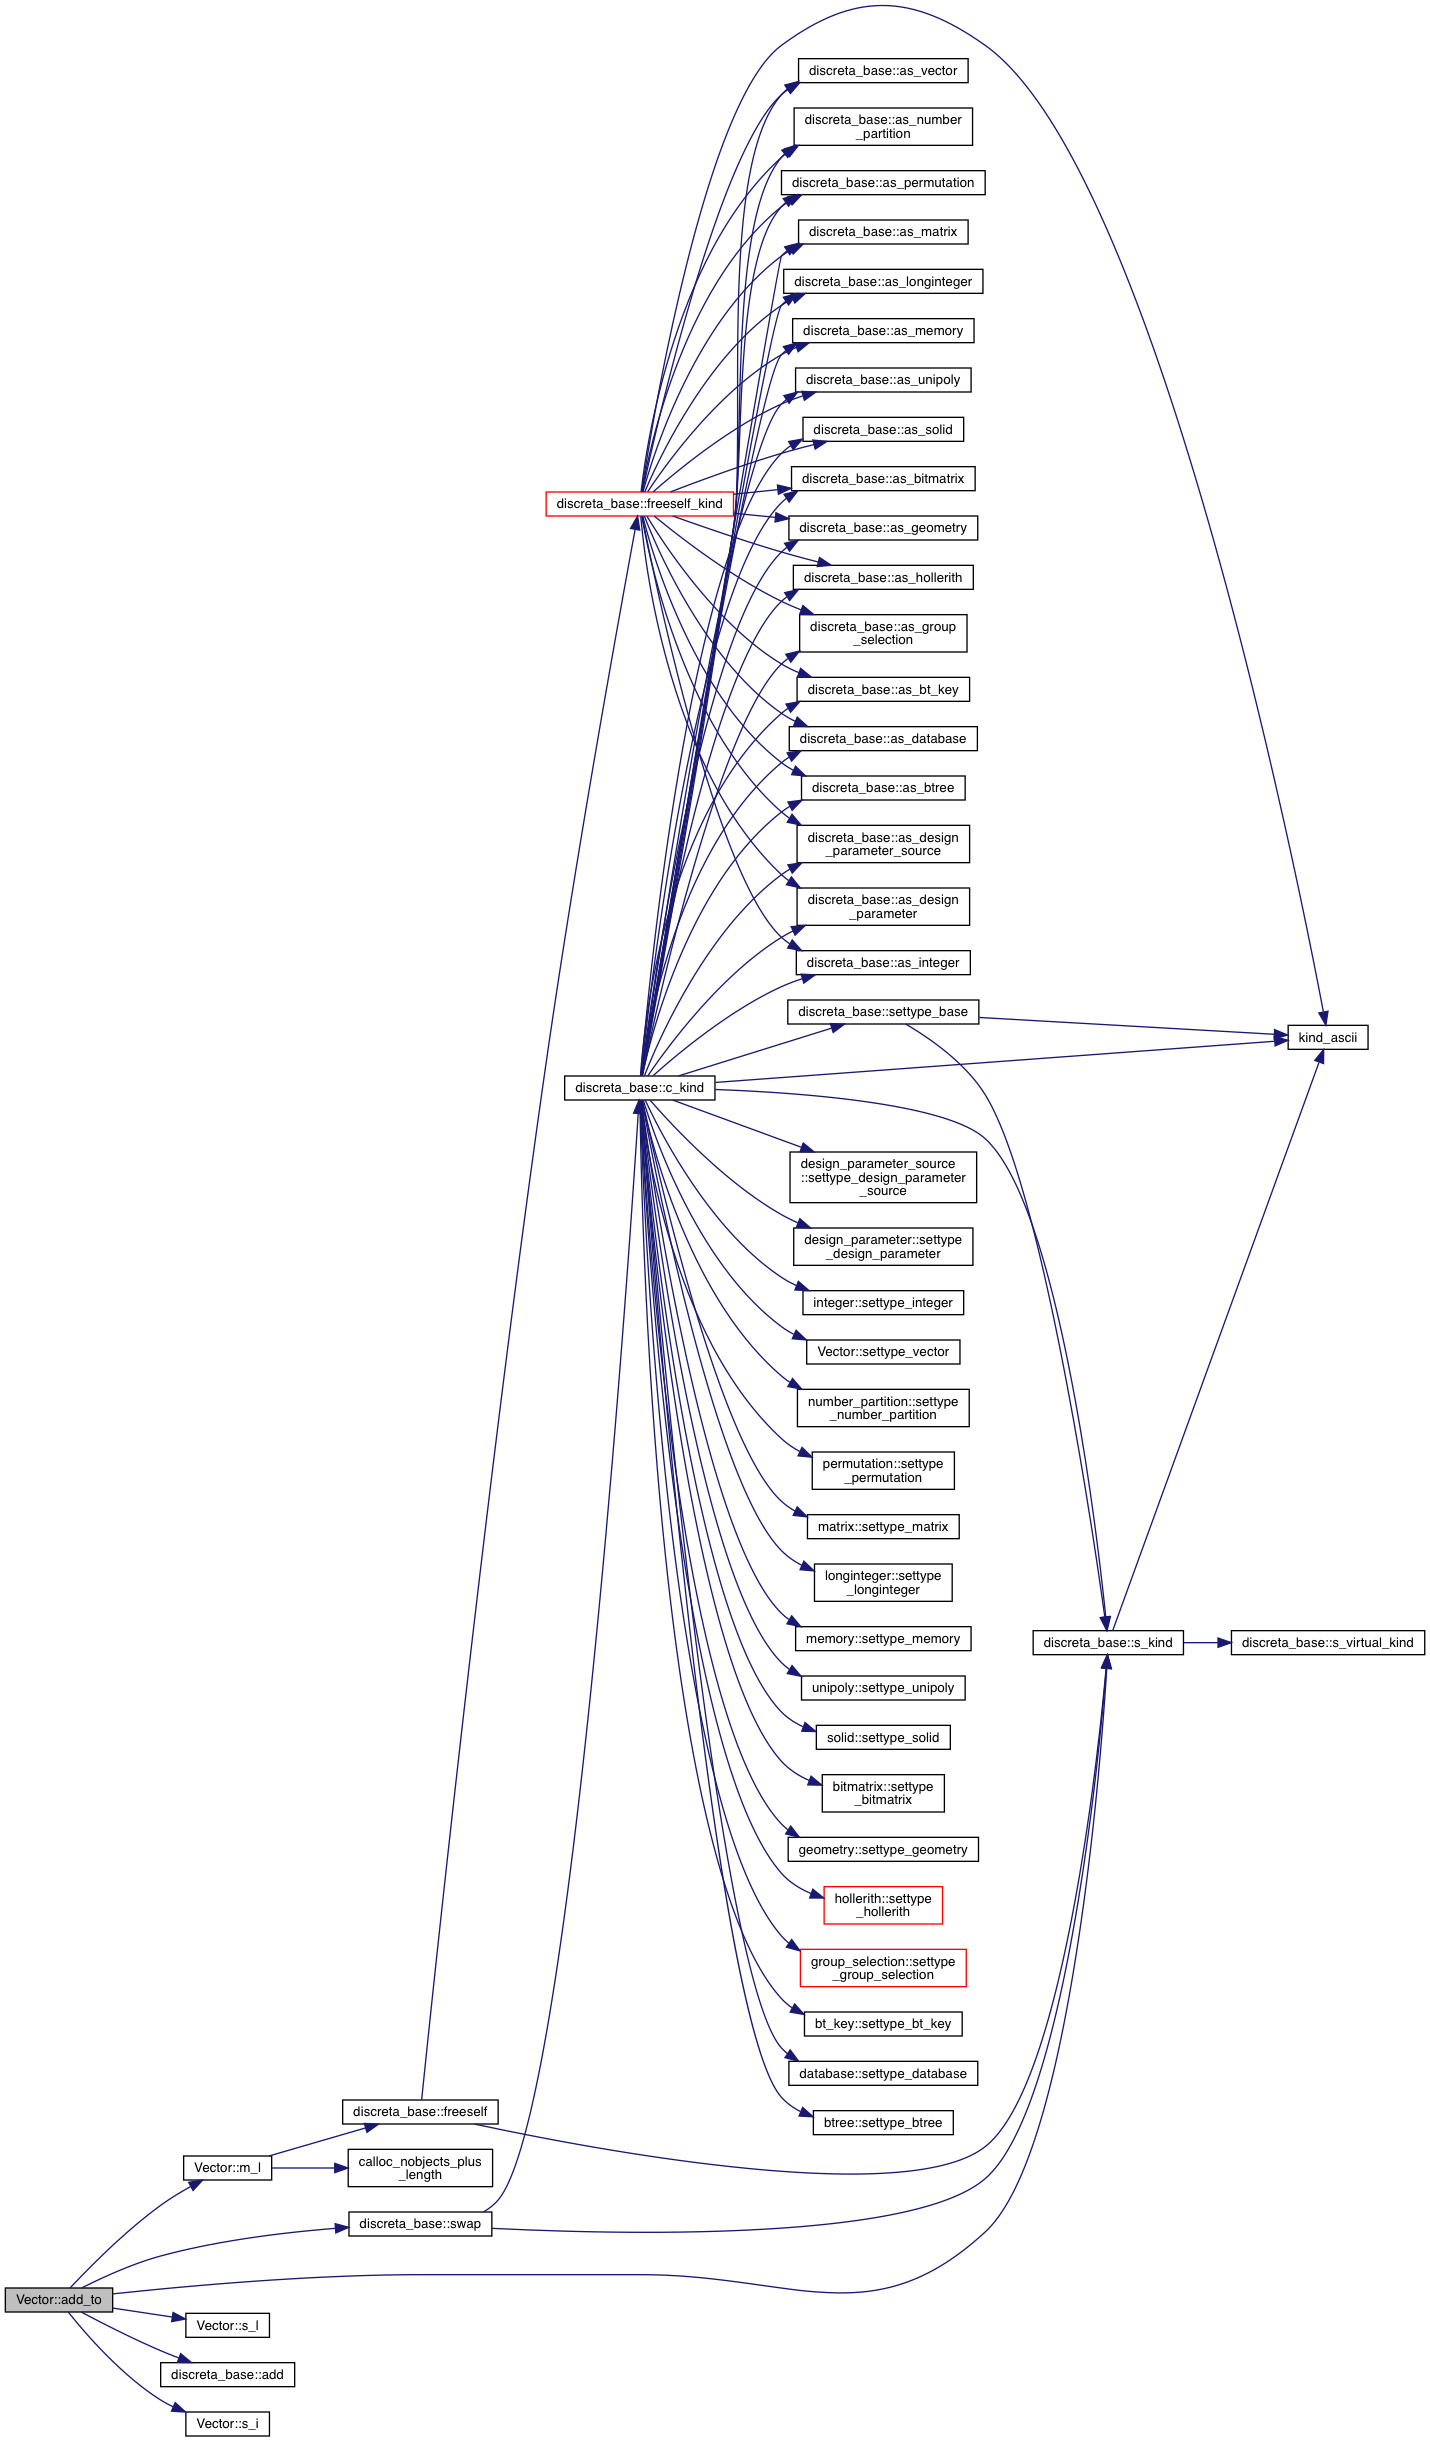 discreta_base::as_vector
discreta_base::as_number
_partition
discreta_base::as_permutation
discreta_base::as_matrix
discreta_base::as_longinteger
discreta_base::as_memory
discreta_base::as_unipoly
discreta_base::as_solid
discreta_base::as_bitmatrix
discreta_base::freeself_kind
discreta_base::as_geometry
discreta_base::as_hollerith
discreta_base::as_group
_selection
discreta_base::as_bt_key
discreta_base::as_database
discreta_base::as_btree
discreta_base::as_design
_parameter_source
discreta_base::as_design
_parameter
discreta_base::as_integer
discreta_base::settype_base
kind_ascii
discreta_base::c_kind
design_parameter_source
::settype_design_parameter
_source
design_parameter::settype
_design_parameter
integer::settype_integer
Vector::settype_vector
number_partition::settype
_number_partition
permutation::settype
_permutation
matrix::settype_matrix
longinteger::settype
_longinteger
memory::settype_memory
discreta_base::s_kind
discreta_base::s_virtual_kind
unipoly::settype_unipoly
solid::settype_solid
bitmatrix::settype
_bitmatrix
geometry::settype_geometry
hollerith::settype
_hollerith
group_selection::settype
_group_selection
bt_key::settype_bt_key
database::settype_database
discreta_base::freeself
btree::settype_btree
Vector::m_l
calloc_nobjects_plus
_length
discreta_base::swap
Vector::add_to
Vector::s_l
discreta_base::add
Vector::s_i